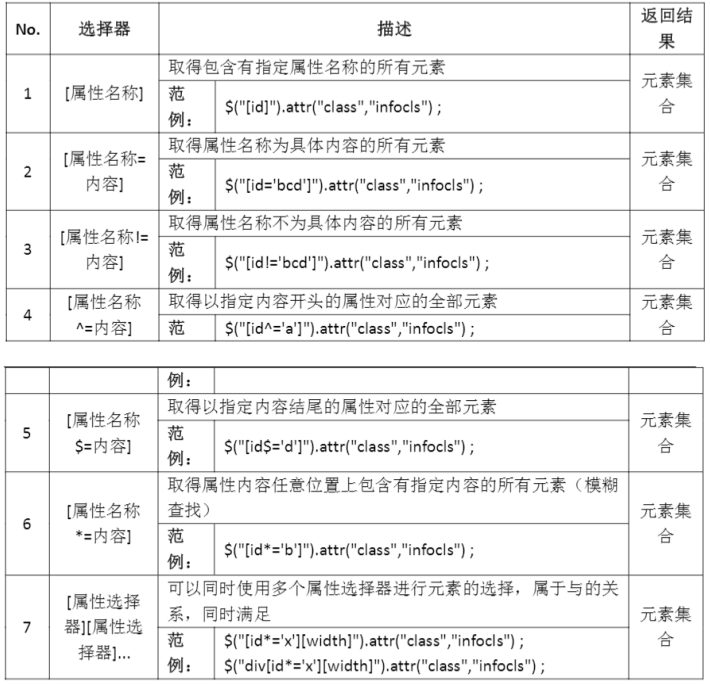 No. 选择器 描述 返回结
果
1 [属性名称] 取得包含有指定属性名称的所有元素 元素集
合
范
例： $("[id]").attr("class","infocls") ;
2 [属性名称=
内容] 取得属性名称为具体内容的所有元素 元素集
合
范
例： $("[id='bcd']").attr("class","infocls") ;
3 [属性名称!=
内容] 取得属性名称不为具体内容的所有元素 元素集
合
范
例： $("[id!='bcd']").attr("class","infocls") ;
4 [属性名称
^=内容] 取得以指定内容开头的属性对应的全部元素 元素集
合
范 $("[id^='a']").attr("class","infocls") ;
例：
5 [属性名称
$=内容] 取得以指定内容结尾的属性对应的全部元素 元素集
合
范
例： $("[id$='d']").attr("class","infocls") ;
6 [属性名称
*=内容] 取得属性内容任意位置上包含有指定内容的所有元素（模糊
查找） 元素集
合
范
例： $("[id*='b']").attr("class","infocls") ;
7 [属性选择
器][属性选
择器]... 可以同时使用多个属性选择器进行元素的选择，属于与的关
系，同时满足 元素集
合
范 $("[id*='x'][width]").attr("class","infocls") ;
例： $("div[id*='x'][width]").attr("class","infocls") ;